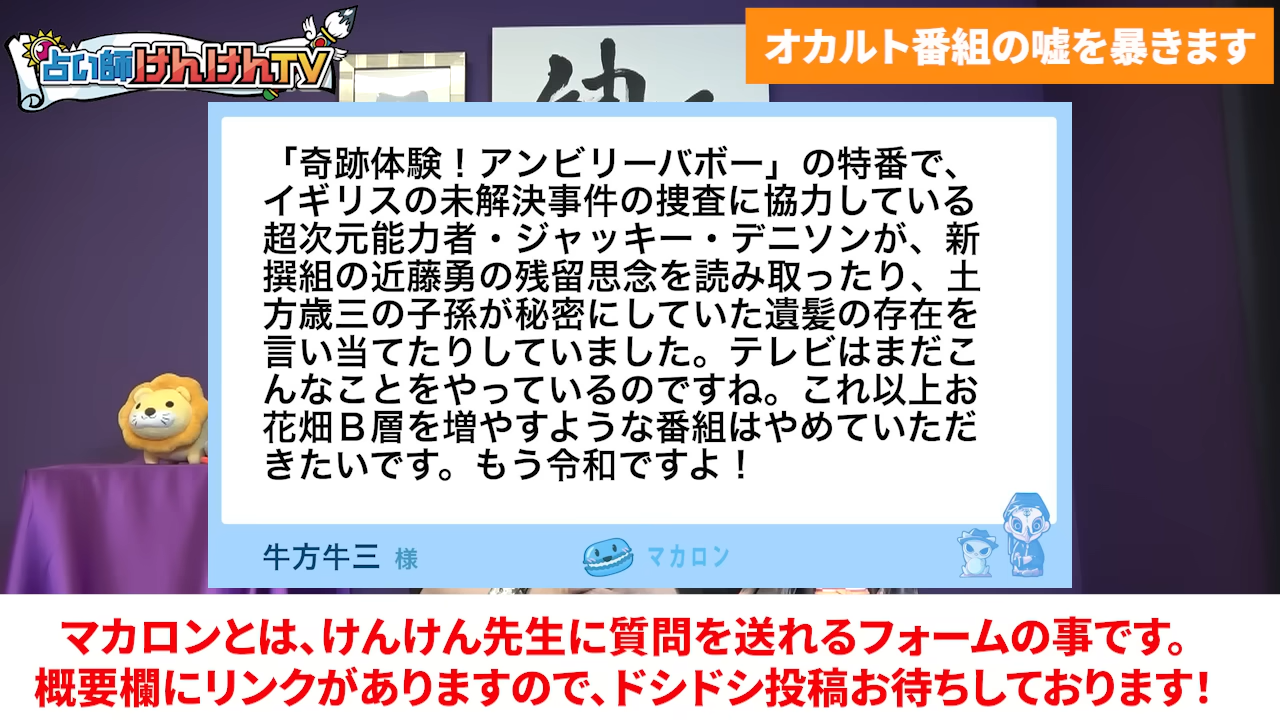 占い師けんけんTV
オカルト番組の嘘を暴きます
「奇跡体験！アンビリーバボー」の特番で、
イギリスの未解決事件の捜査に協力している
超次元能力者・ジャッキー・デニソンが、新
撰組の近藤勇の残留思念を読み取ったり、土
方歳三の子孫が秘密にしていた遺髪の存在を
言い当てたりしていました。テレビはまだこ
んなことをやっているのですね。これ以上お
花畑Ｂ層を増やすような番組はやめていただ
きたいです。もう令和ですよ！
牛方牛三 様
マカロン
マカロンとは、けんけん先生に質問を送れるフォームの事です。
概要欄にリンクがありますので、ドシドシ投稿お待ちしております!